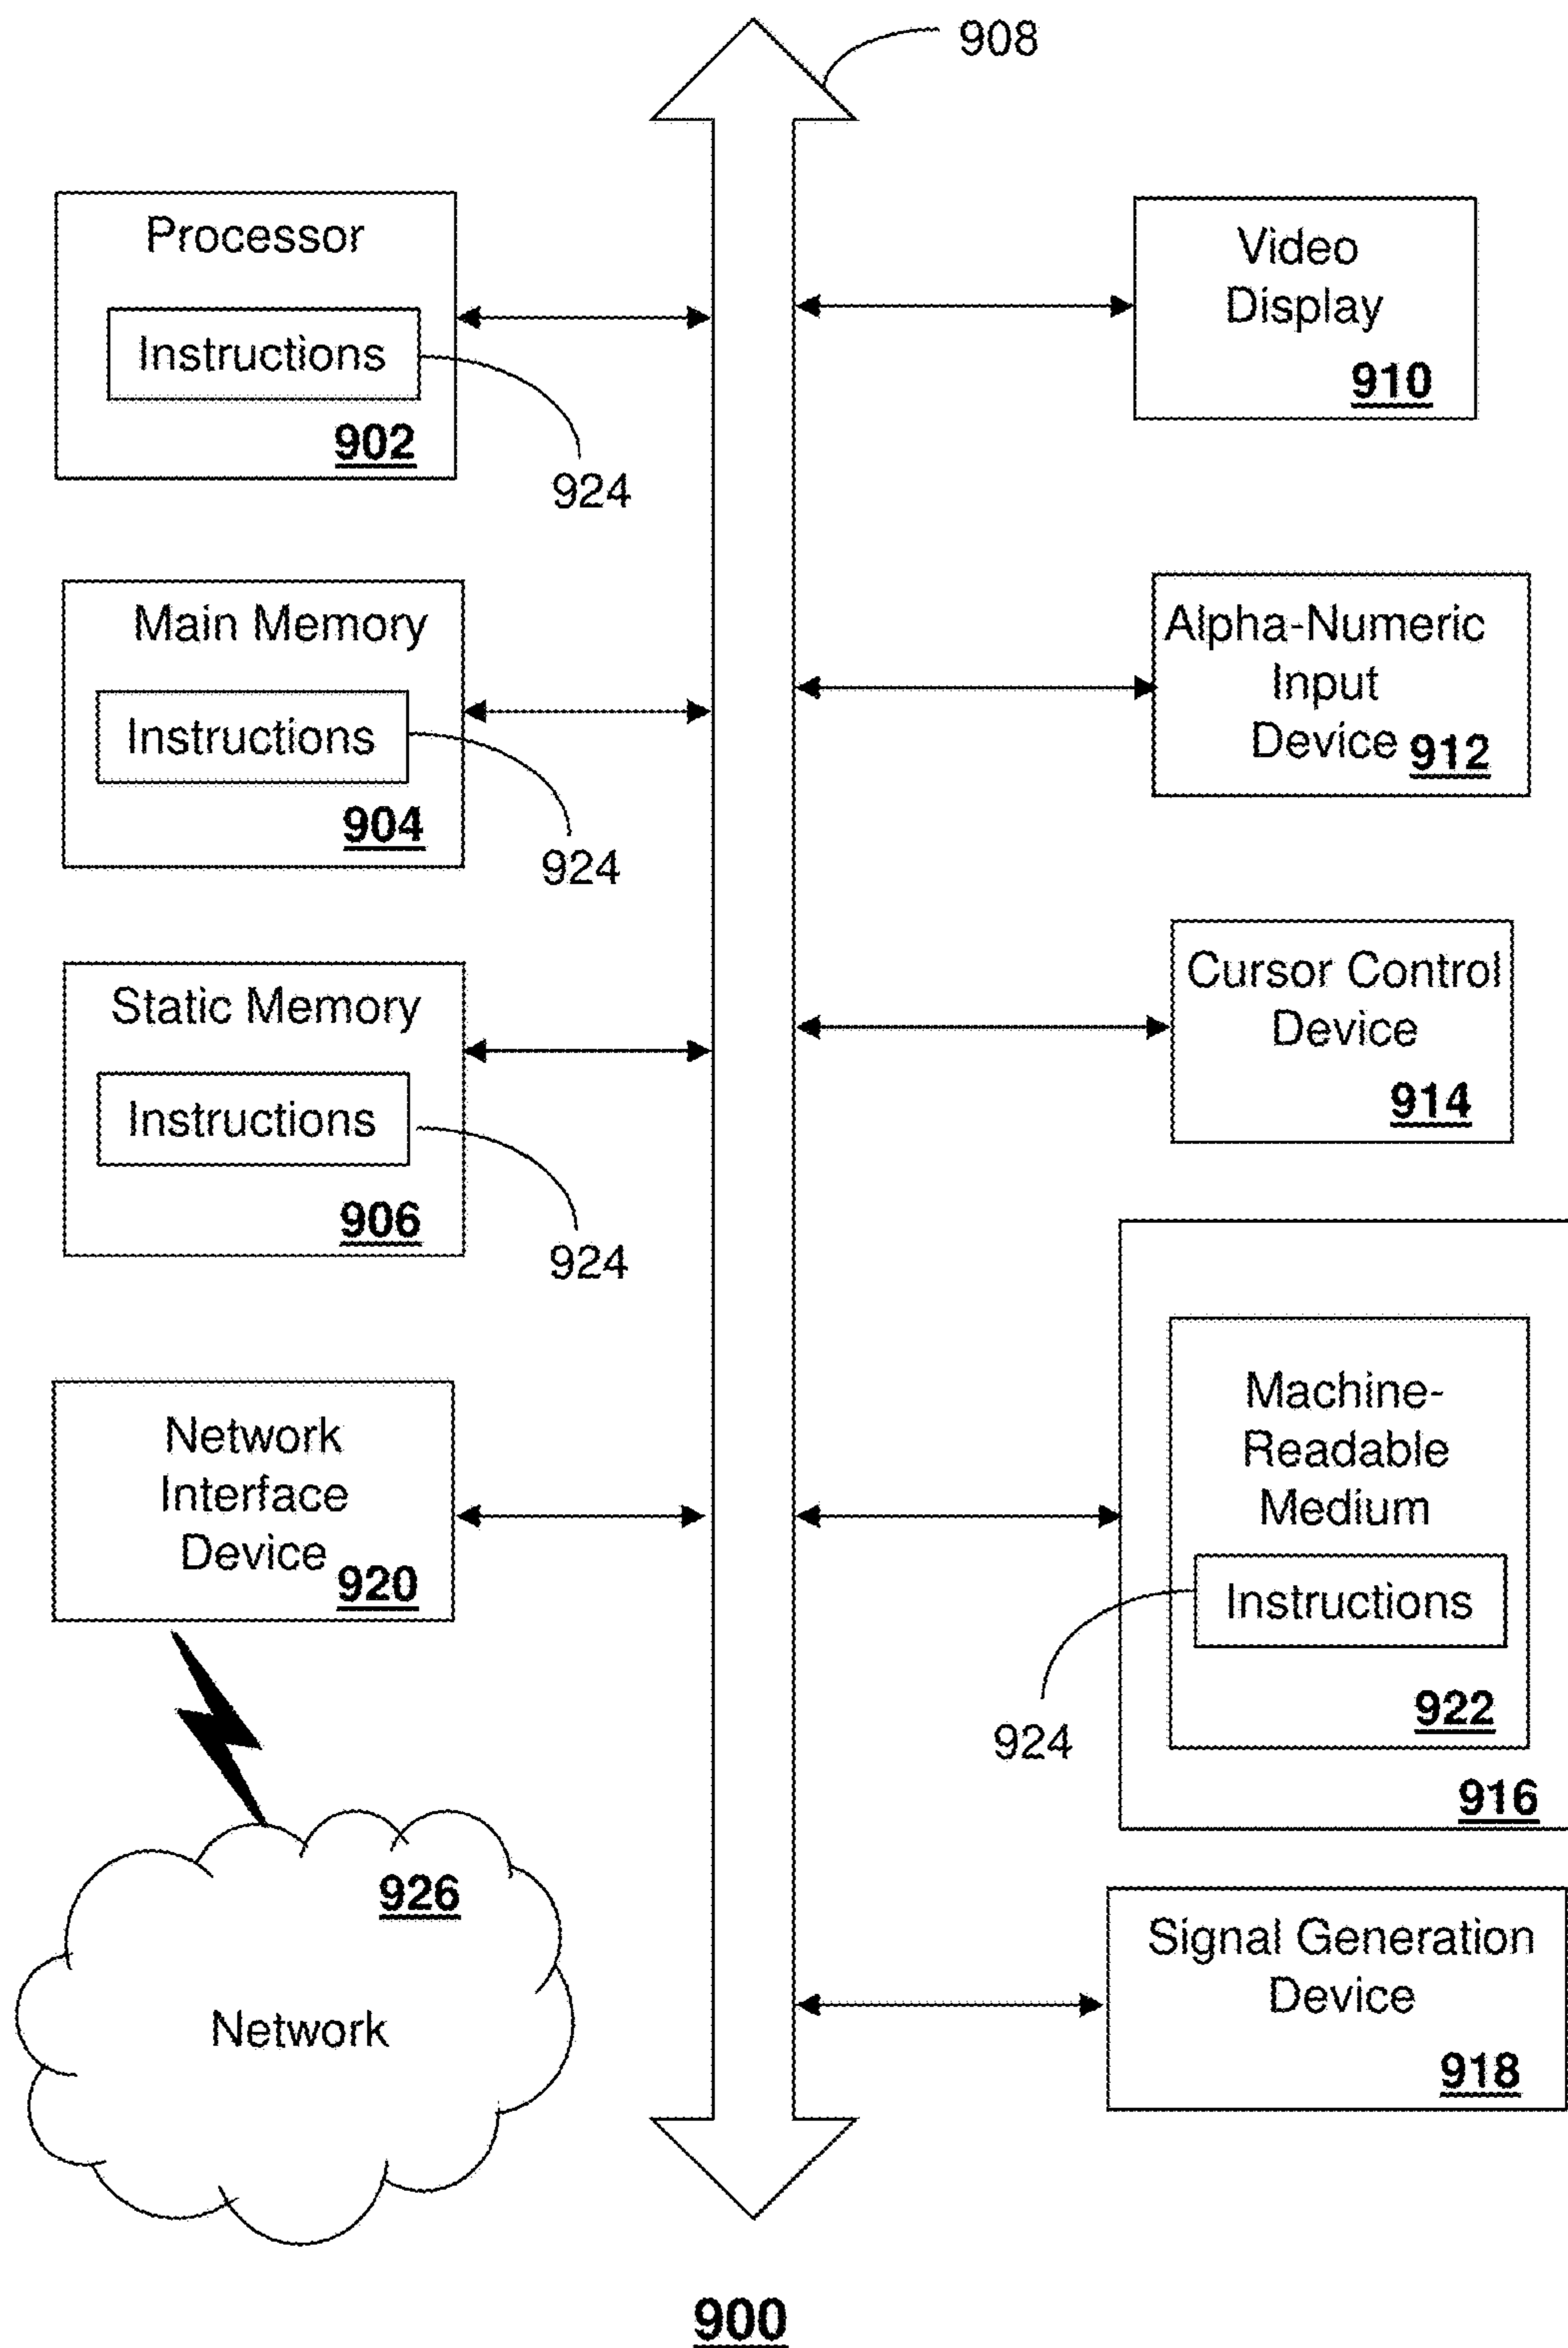 908
Processor
Instructions
902
924
Main Memory
Instructions
904
924
Static Memory
Instructions
906
924
Network
Interface
Device
920
926
Network
Video
Display
910
Alpha-Numeric
Input
Device
912
Cursor Control
Device
914
Machine-
Readable
Medium
Instructions
922
924
916
Signal Generation
Device
918
900